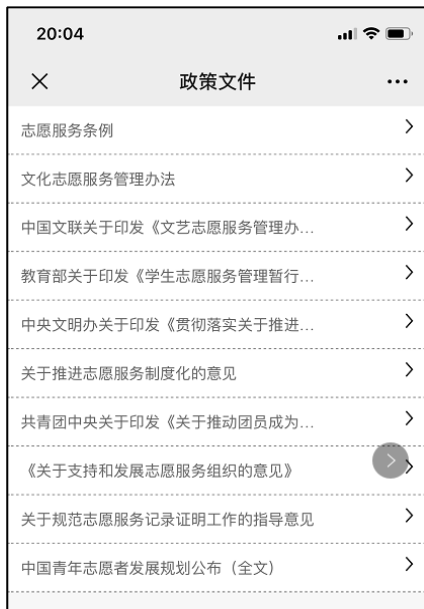 20:04
政策文件
志愿服务条例
文化志愿服务管理办法
中国文联关于印发《文艺志愿服务管理办...
教育部关于印发《学生志愿服务管理暂行...
中央文明办关于印发《贯彻落实关于推进...
关于推进志愿服务制度化的意见
共青团中央关于印发《关于推动团员成为...
《关于支持和发展志愿服务组织的意见》
关于规范志愿服务记录证明工作的指导意见
中国青年志愿者发展规划公布（全文）